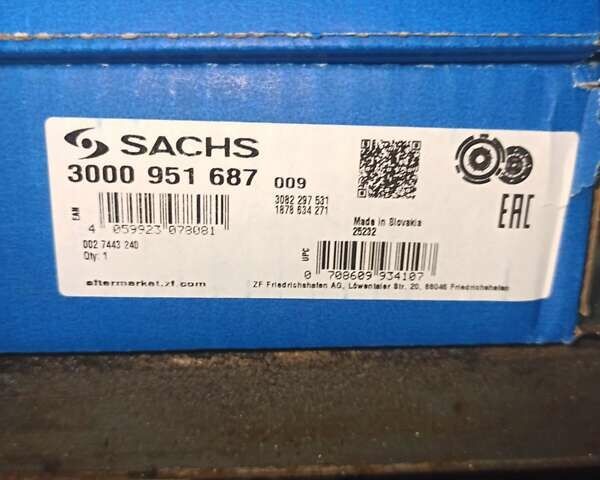 SACHS
3000 951 687 009
3082 297 531
1878 634 271
EAN
4 059923 078081
Made in Slovakia
25232
EAC
002 7443 240
Qty: 1
UPC
0 708609 934107
aftermarket.zf.com
ZF Friedrichshafen AG, Löwentaler Str. 20, 88046 Friedrichshafen